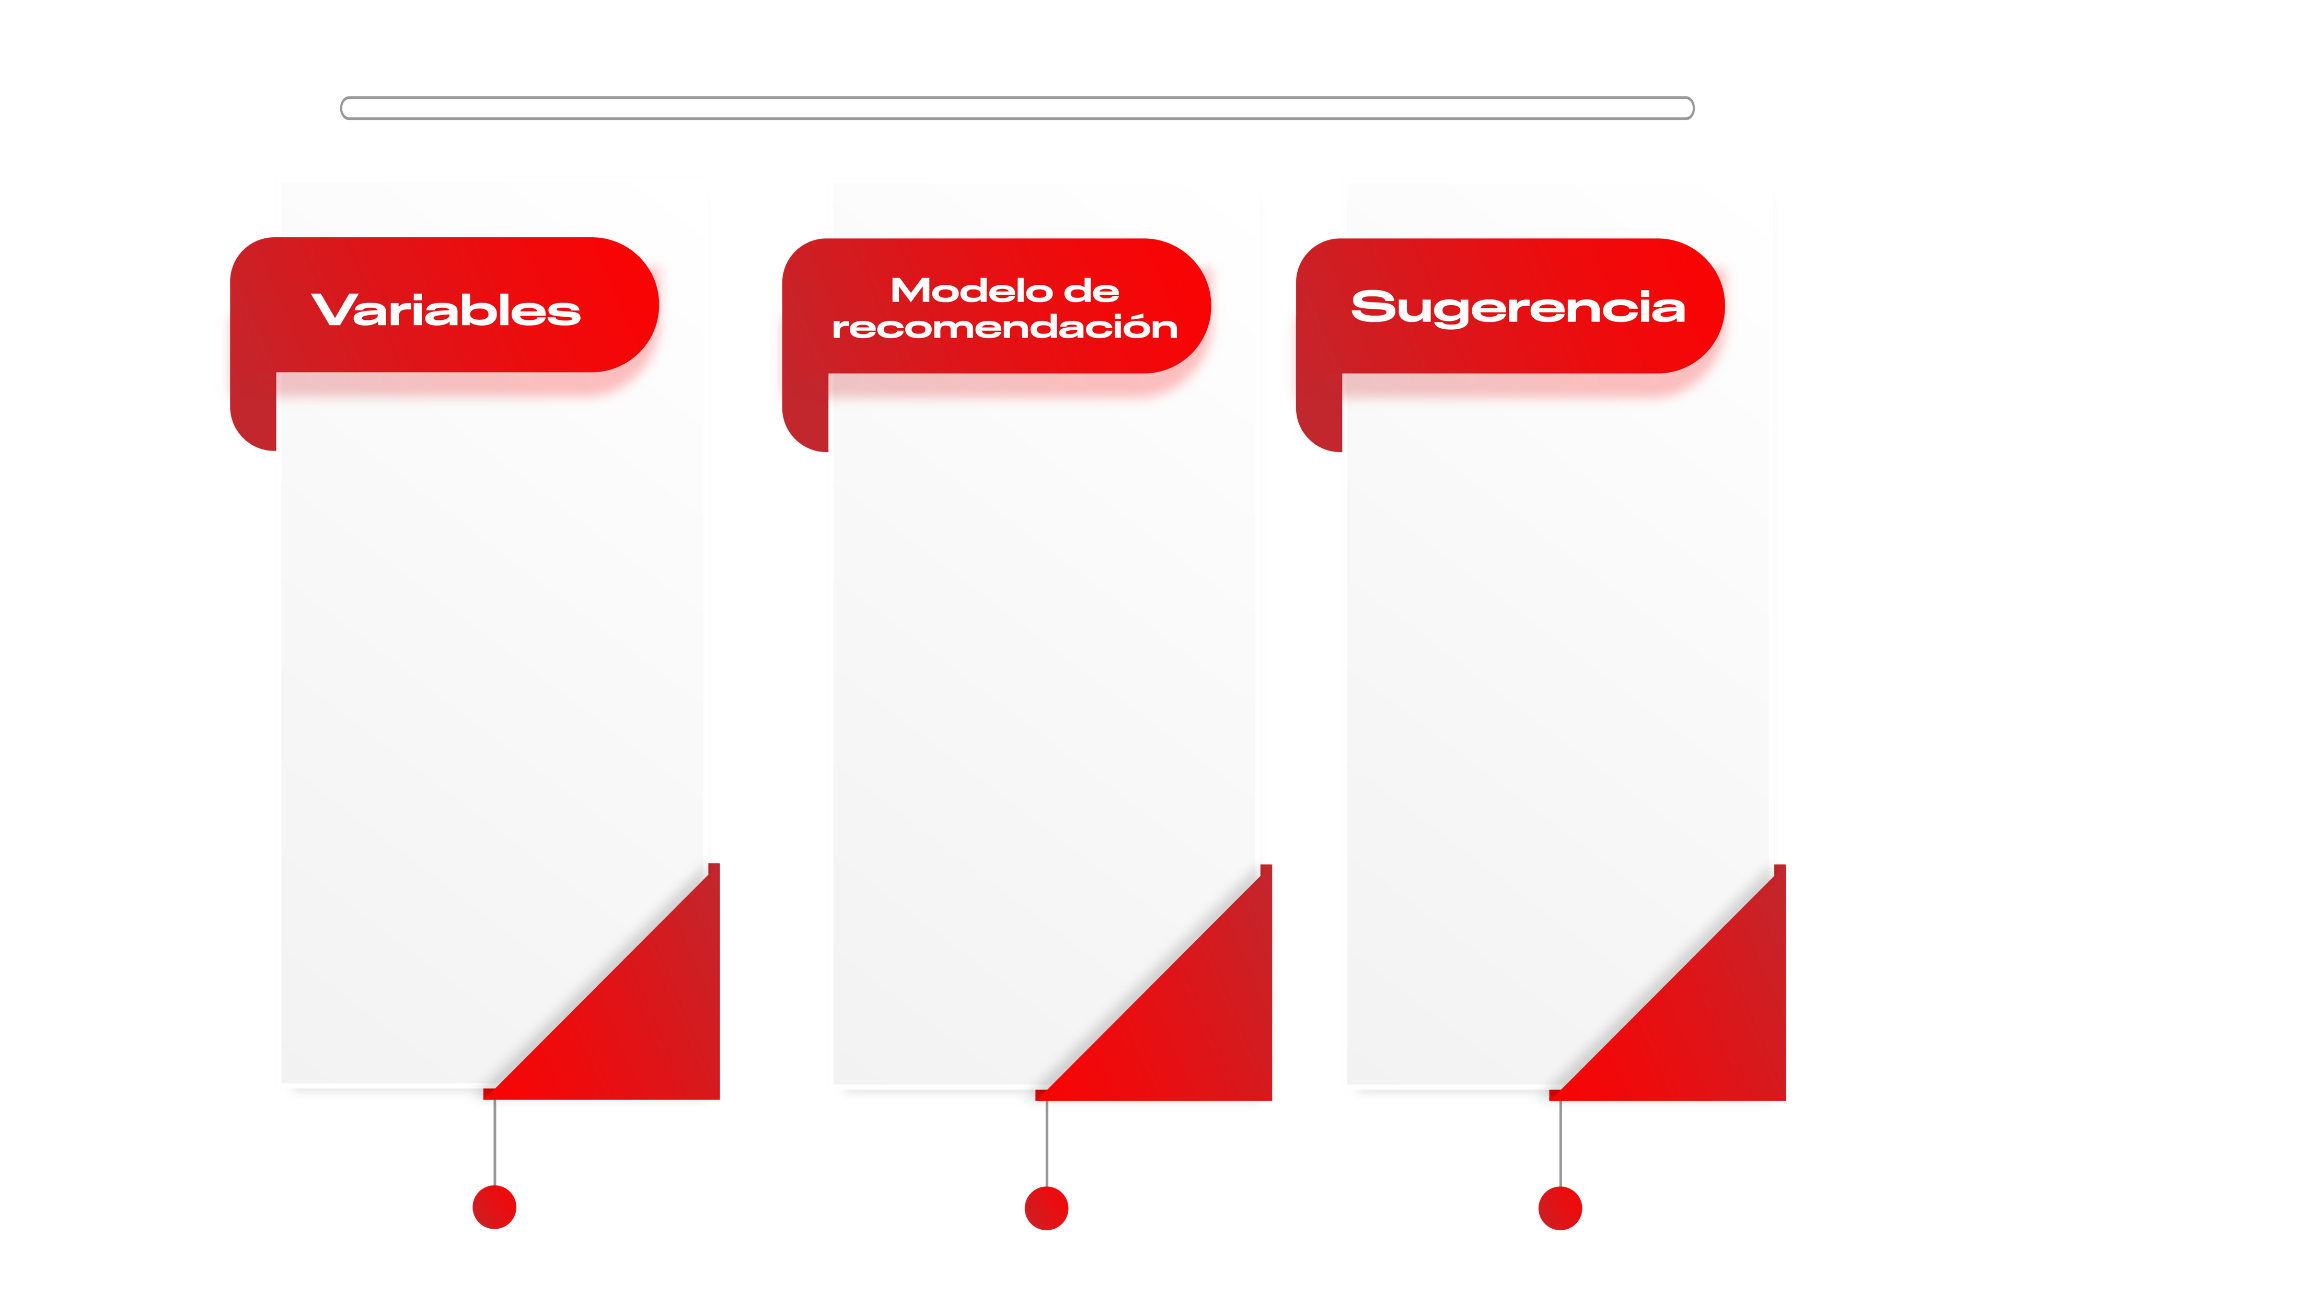 Variables
Modelo de
recomendación
Sugerencia